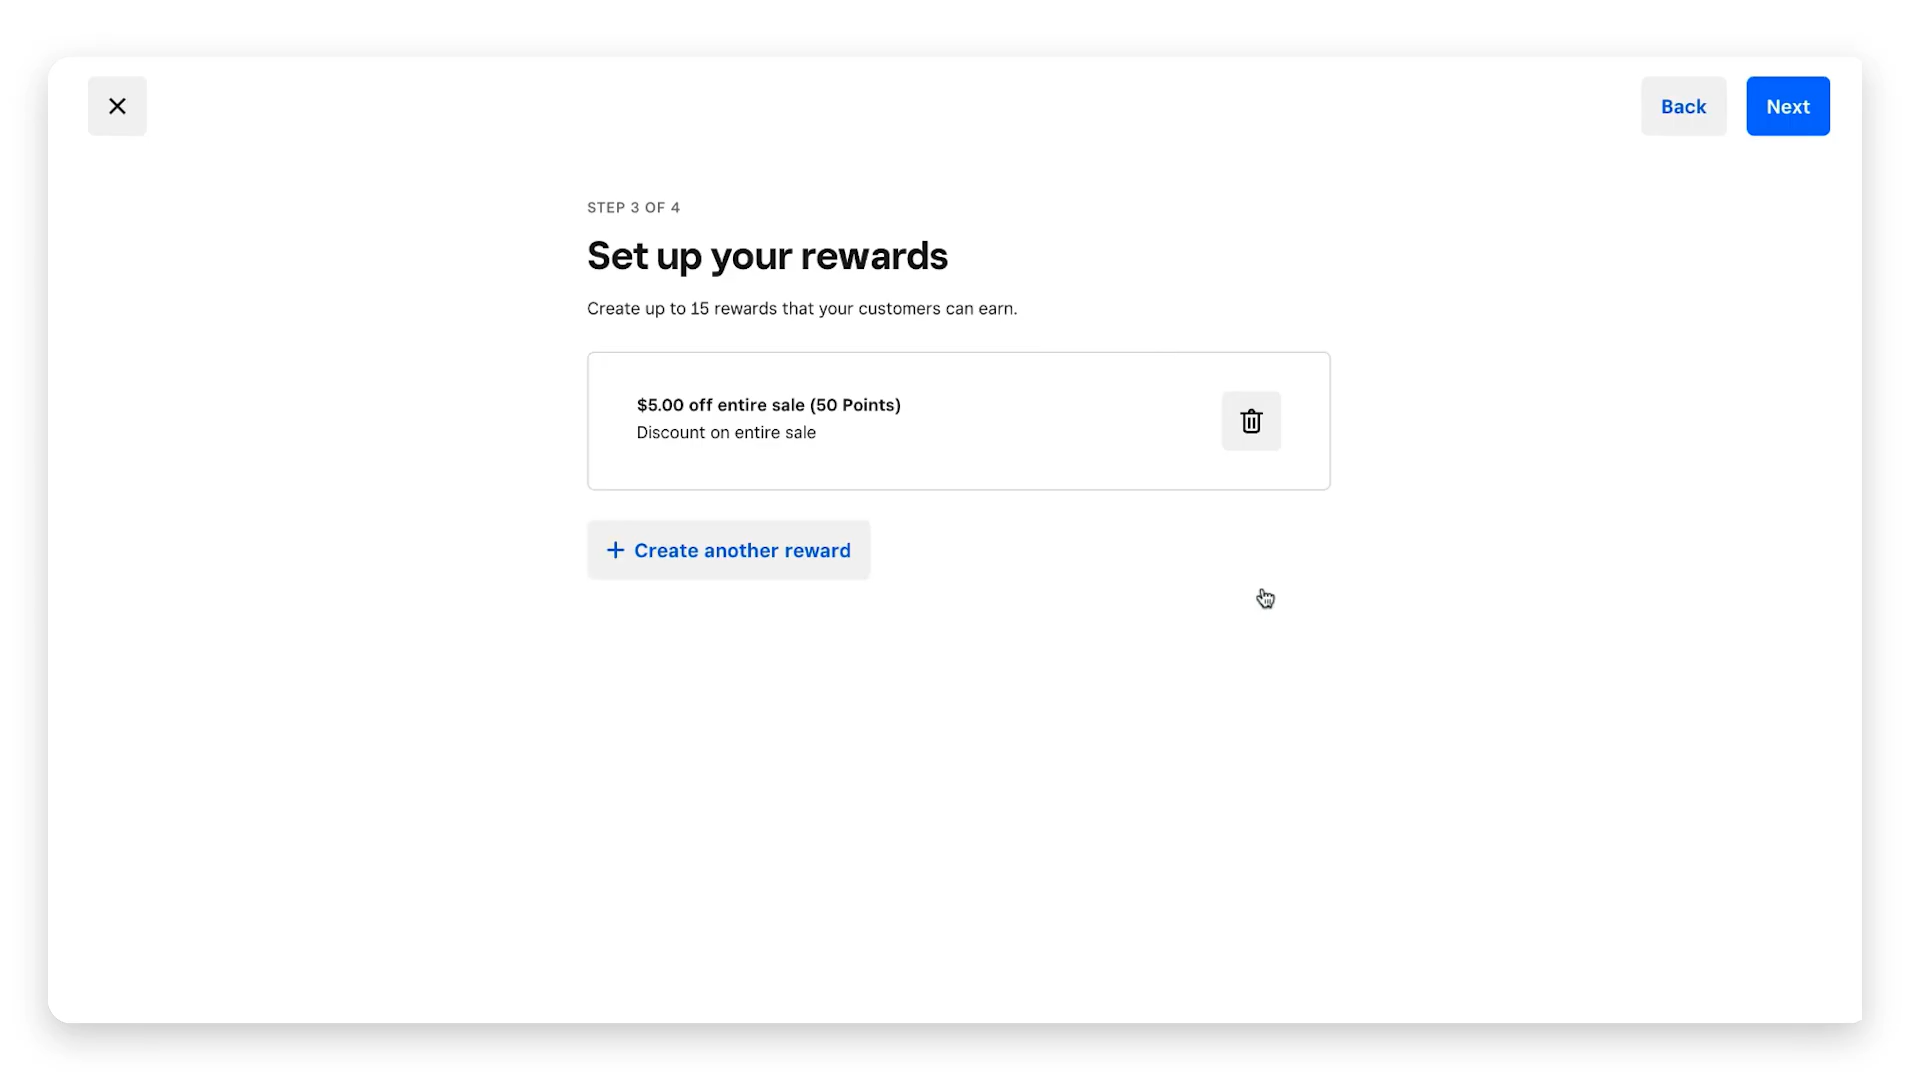 Back
Next
STEP 3 OF 4
Set up your rewards
Create up to 15 rewards that your customers can earn.
$5.00 off entire sale (50 Points)
Discount on entire sale
+ Create another reward